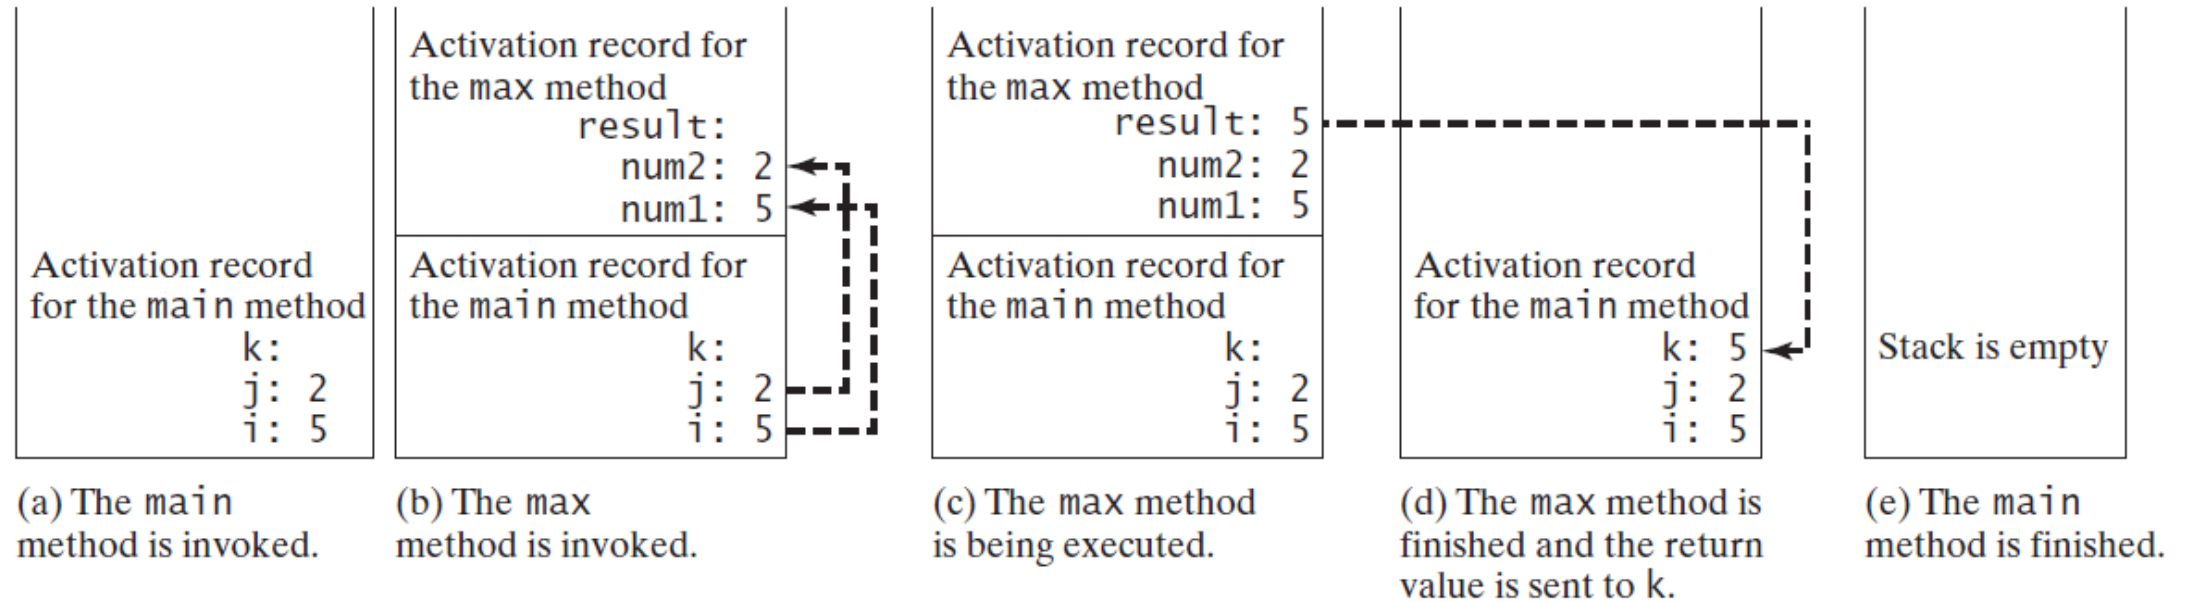 Activation record
for the main method
k:
j: 2
i: 5
(a) The main
method is invoked.
Activation record for
the max method
result:
num2: 2
num1: 5
Activation record for
the main method
k:
j: 2
i: 5
(b) The max
method is invoked.
Activation record for
the max method
result: 5
num2: 2
num1: 5
Activation record for
the main method
k:
j: 2
i: 5
(c) The max method
is being executed.
Activation record
for the main method
k: 5
j: 2
i: 5
(d) The max method is
finished and the return
value is sent to k.
Stack is empty
(e) The main
method is finished.